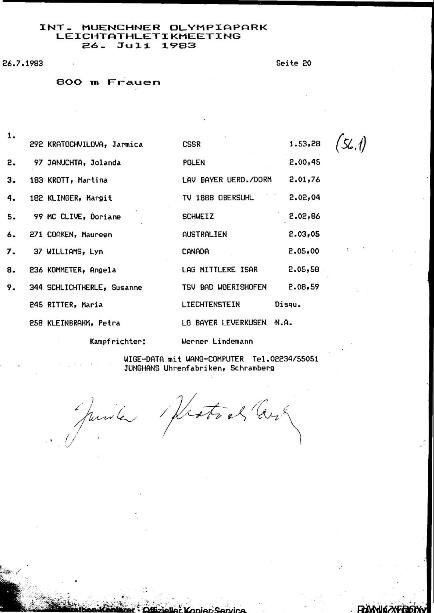 INT. MUENCHNER OLYMPIAPARK
LEICHTATHLETIKMEETING
26. Juli 1983
26.7.1983 Seite 20
800 m Frauen
1.
292 KRATOCHVILOVA, Jarmica CSSR 1.53,28 (56.1)
2. 97 JANUCHTA, Jolanda POLEN 2.00,45
3. 183 KROTT, Martina LAV BAYER UERD./DORM 2.01,76
4. 182 KLINGER, Margit TV 1888 OBERSUHL 2.02,04
5. 99 MC CLIVE, Doriane SCHWEIZ 2.02,86
6. 271 CORKEN, Maureen AUSTRALIEN 2.03,05
7. 37 WILLIAMS, Lyn CANADA 2.05,00
8. 236 KOMMETER, Angela LAG MITTLERE ISAR 2.05,58
9. 344 SCHLICHTHERLE, Susanne TSV BAD WOERISHOFEN 2.08,59
245 RITTER, Maria LIECHTENSTEIN Disqu.
258 KLEINBRAHM, Petra LG BAYER LEVERKUSEN N.A.
Kampfrichter: Werner Lindemann
WIGE-DATA mit WANG-COMPUTER Tel.02234/55051
JUNGHANS Uhrenfabriken, Schramberg
Offizieller Kopier-Service